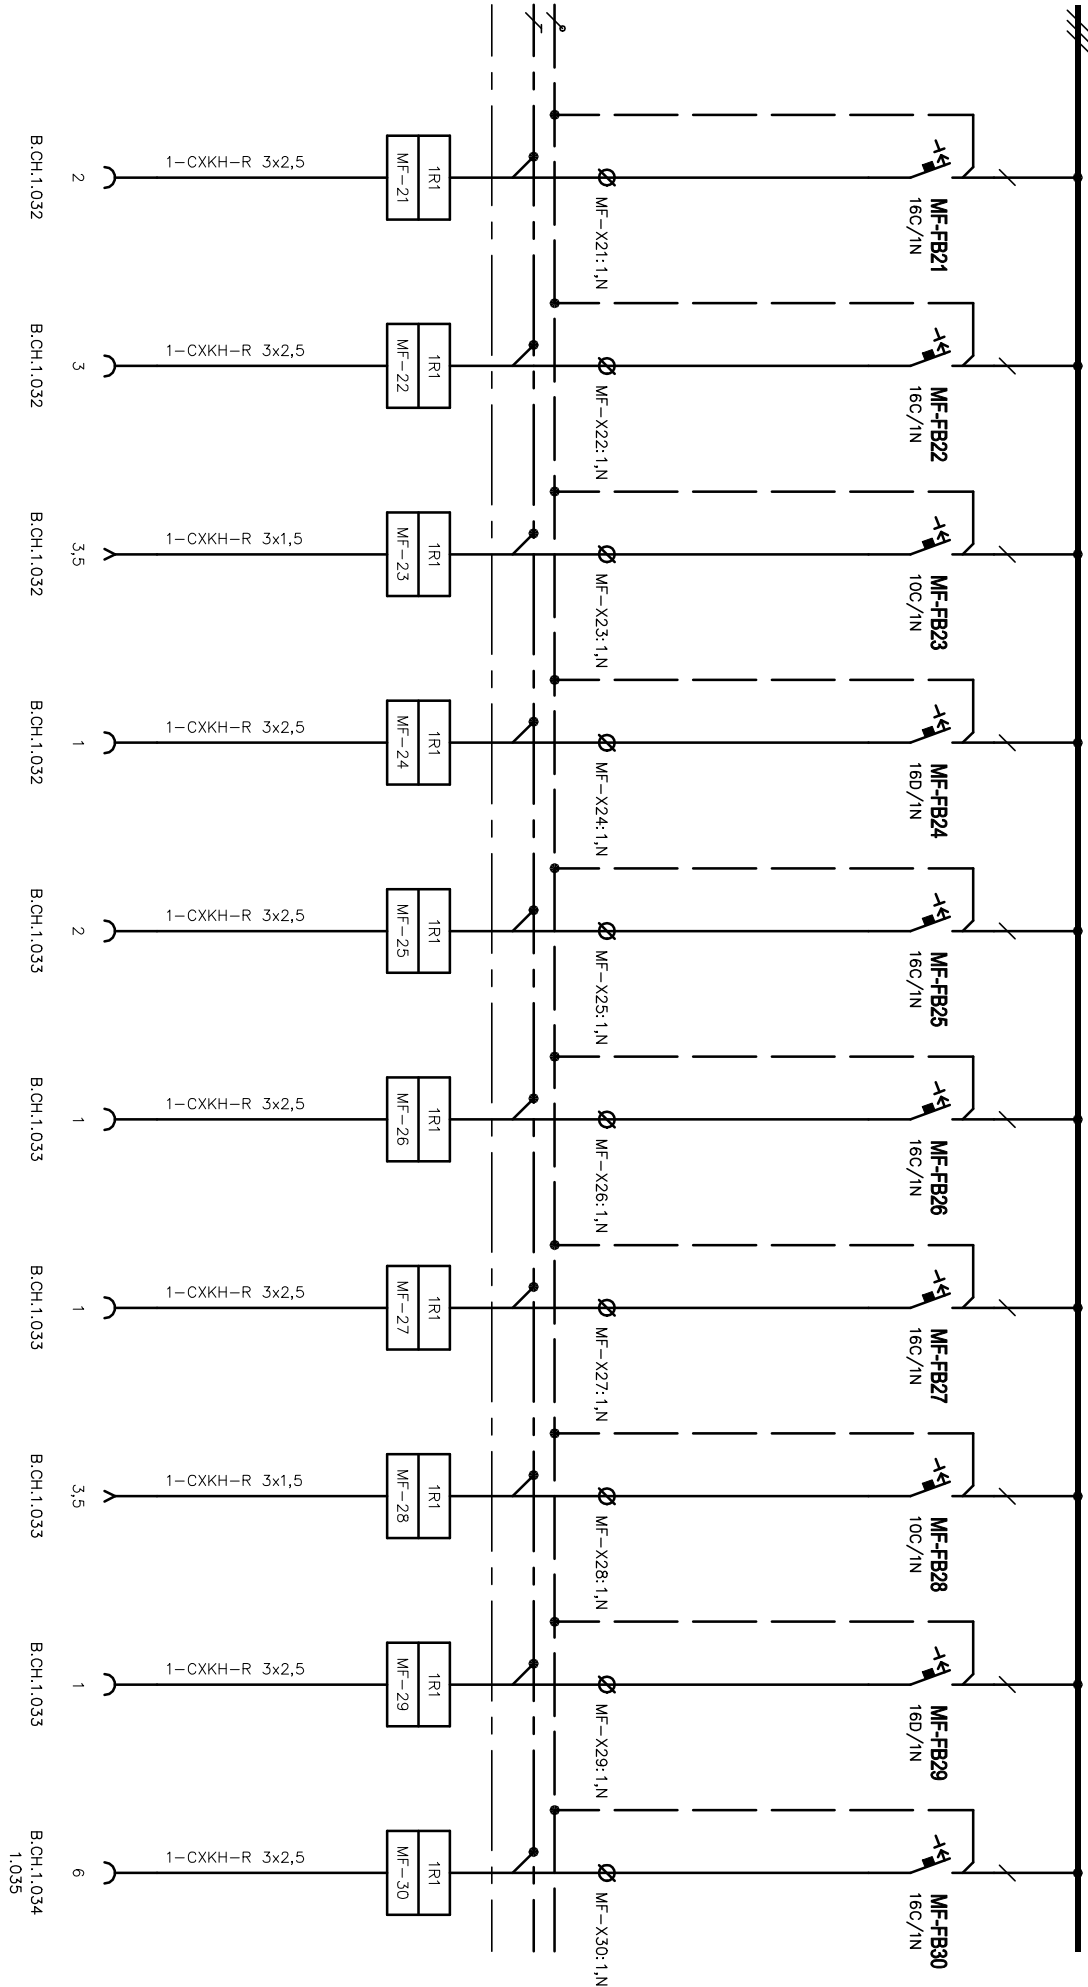 MF-FB21
16C/1N
MF-X21:1,N
1R1
MF-21
1-CXKH-R 3x2,5
2
B.CH.1.032
MF-FB22
16C/1N
MF-X22:1,N
1R1
MF-22
1-CXKH-R 3x2,5
3
B.CH.1.032
MF-FB23
10C/1N
MF-X23:1,N
1R1
MF-23
1-CXKH-R 3x1,5
3,5
B.CH.1.032
MF-FB24
16D/1N
MF-X24:1,N
1R1
MF-24
1-CXKH-R 3x2,5
1
B.CH.1.032
MF-FB25
16C/1N
MF-X25:1,N
1R1
MF-25
1-CXKH-R 3x2,5
2
B.CH.1.033
MF-FB26
16C/1N
MF-X26:1,N
1R1
MF-26
1-CXKH-R 3x2,5
1
B.CH.1.033
MF-FB27
16C/1N
MF-X27:1,N
1R1
MF-27
1-CXKH-R 3x2,5
1
B.CH.1.033
MF-FB28
10C/1N
MF-X28:1,N
1R1
MF-28
1-CXKH-R 3x1,5
3,5
B.CH.1.033
MF-FB29
16D/1N
MF-X29:1,N
1R1
MF-29
1-CXKH-R 3x2,5
1
B.CH.1.033
MF-FB30
16C/1N
MF-X30:1,N
1R1
MF-30
1-CXKH-R 3x2,5
6
B.CH.1.034
1.035